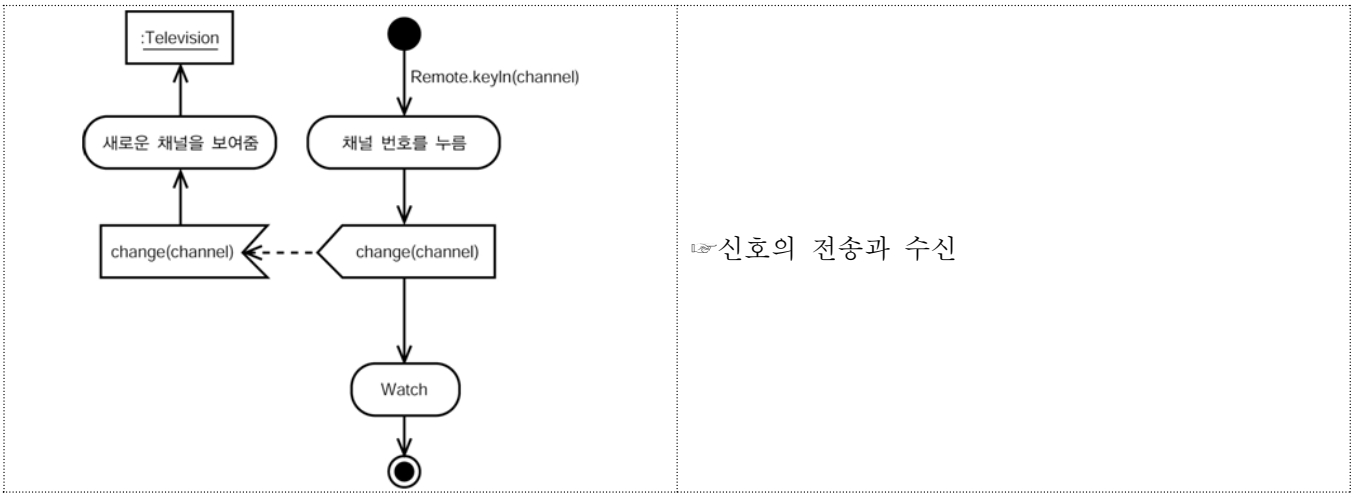 :Television
Remote.keyIn(channel)
새로운 채널을 보여줌
채널 번호를 누름
change(channel)
change(channel)
☞신호의 전송과 수신
Watch